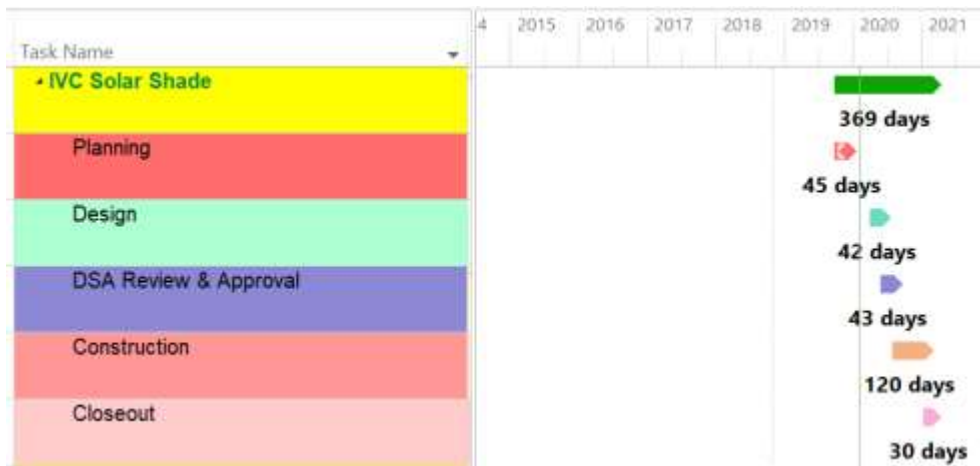 4 2015 2016 2017 2018 2019 2020 2021
Task Name
IVC Solar Shade
369 days
Planning
45 days
Design
42 days
DSA Review & Approval
43 days
Construction
120 days
Closeout
30 days